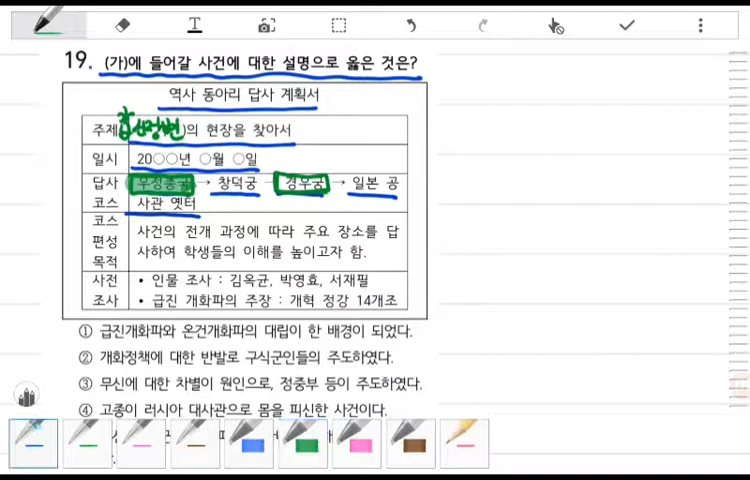 19. (가)에 들어갈 사건에 대한 설명으로 옳은 것은?
역사 동아리 답사 계획서
주제 갑신정변)의 현장을 찾아서
일시 20○○년 ○월 ○일
답사 우정총국 → 창덕궁 → 경우궁 → 일본 공
코스 사관 옛터
코스
편성 사건의 전개 과정에 따라 주요 장소를 답
목적 사하여 학생들의 이해를 높이고자 함.
사전 • 인물 조사 : 김옥균, 박영효, 서재필
조사 • 급진 개화파의 주장 : 개혁 정강 14개조
① 급진개화파와 온건개화파의 대립이 한 배경이 되었다.
② 개화정책에 대한 반발로 구식군인들의 주도하였다.
③ 무신에 대한 차별이 원인으로, 정중부 등이 주도하였다.
④ 고종이 러시아 대사관으로 몸을 피신한 사건이다.